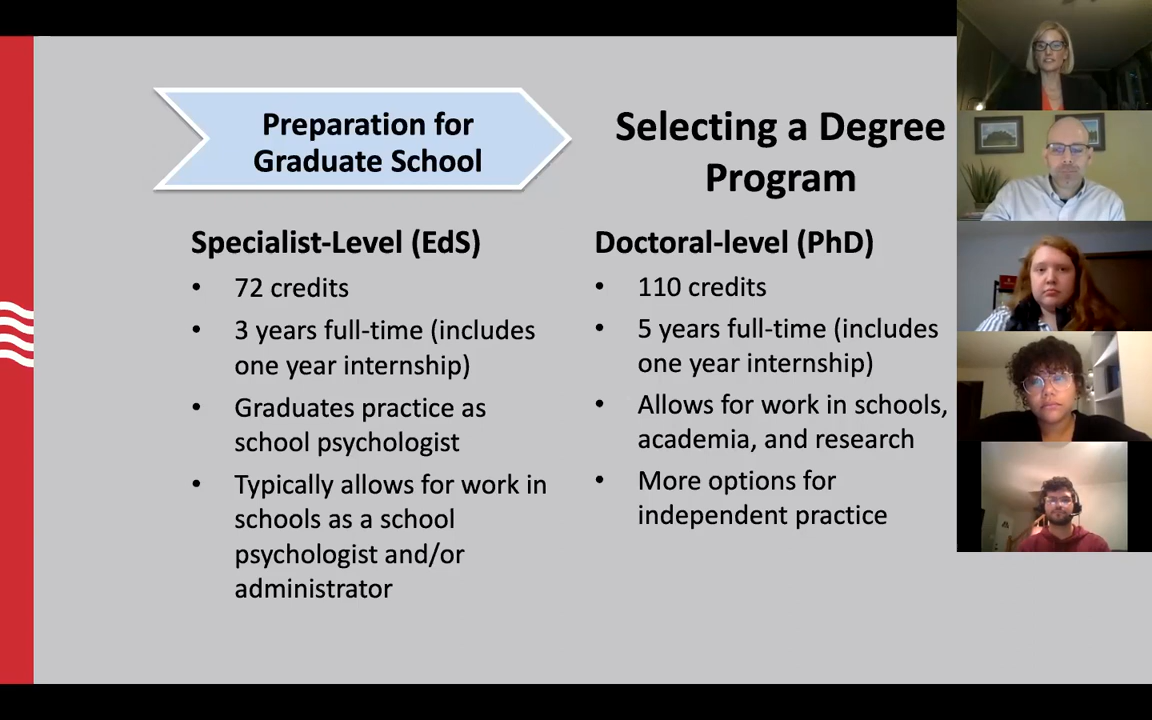 Preparation for
Graduate School
Selecting a Degree
Program
Specialist-Level (EdS)
• 72 credits
• 3 years full-time (includes
one year internship)
• Graduates practice as
school psychologist
• Typically allows for work in
schools as a school
psychologist and/or
administrator
Doctoral-level (PhD)
• 110 credits
• 5 years full-time (includes
one year internship)
• Allows for work in schools,
academia, and research
• More options for
independent practice